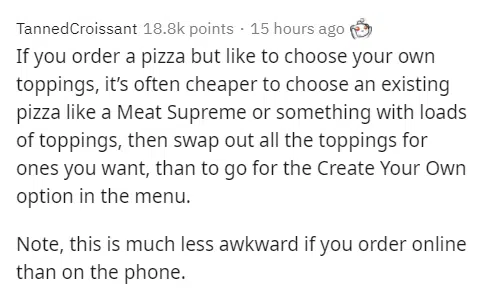 TannedCroissant 18.8k points · 15 hours ago
If you order a pizza but like to choose your own
toppings, it's often cheaper to choose an existing
pizza like a Meat Supreme or something with loads
of toppings, then swap out all the toppings for
ones you want, than to go for the Create Your Own
option in the menu.
Note, this is much less awkward if you order online
than on the phone.